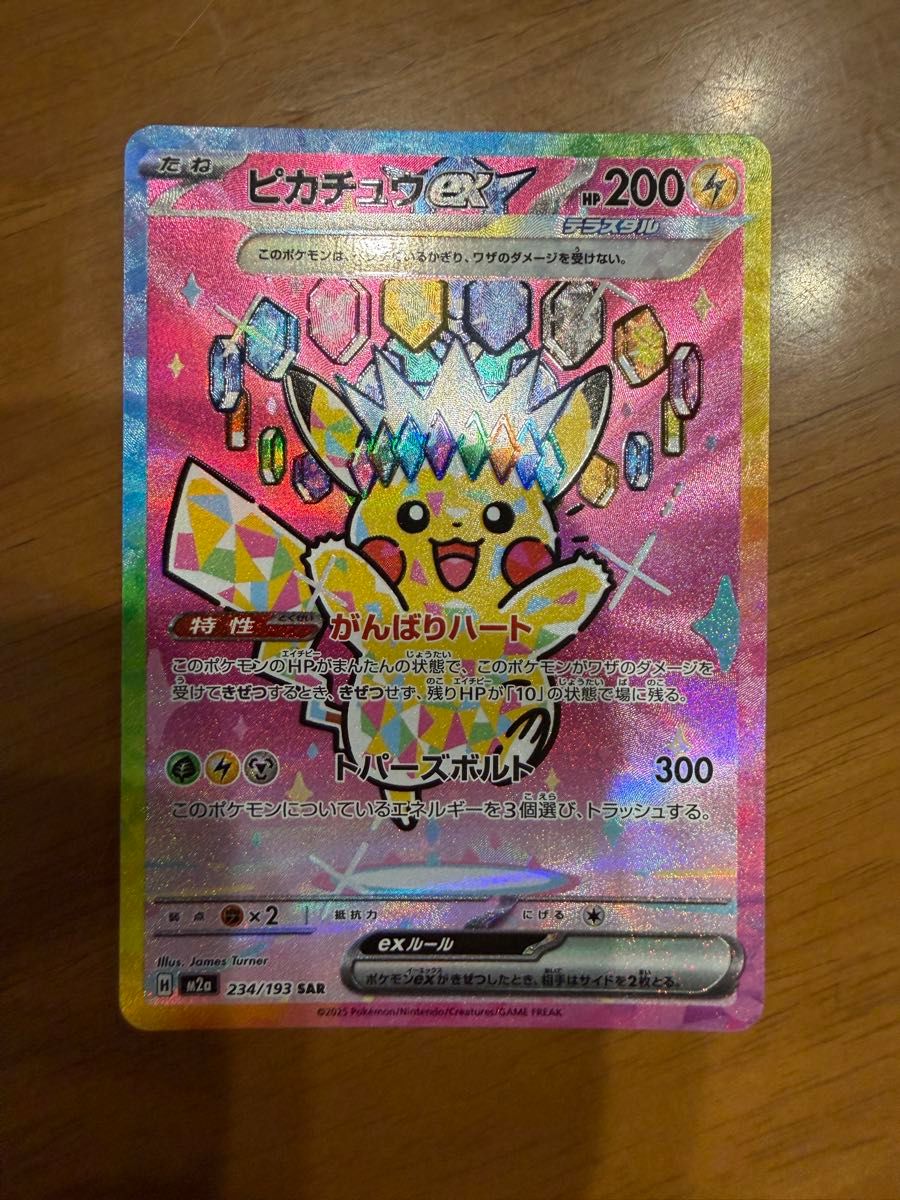 たね
ピカチュウex
HP200
テラスタル
このポケモンは、ベンチにいるかぎり、ワザのダメージを受けない。
特性
とくせい
がんばりハート
このポケモンのHPがまんたんの状態で、このポケモンがワザのダメージを
受けてきぜつするとき、きぜつせず、残りHPが「10」の状態で場に残る。
トパーズボルト 300
このポケモンについているエネルギーを3個選び、トラッシュする。
弱点 ×2 抵抗力 にげる
exルール
ポケモンexがきぜつしたとき、相手はサイドを2枚とる。
Illus. James Turner
H M2a 234/193 SAR
©2025 Pokémon/Nintendo/Creatures/GAME FREAK